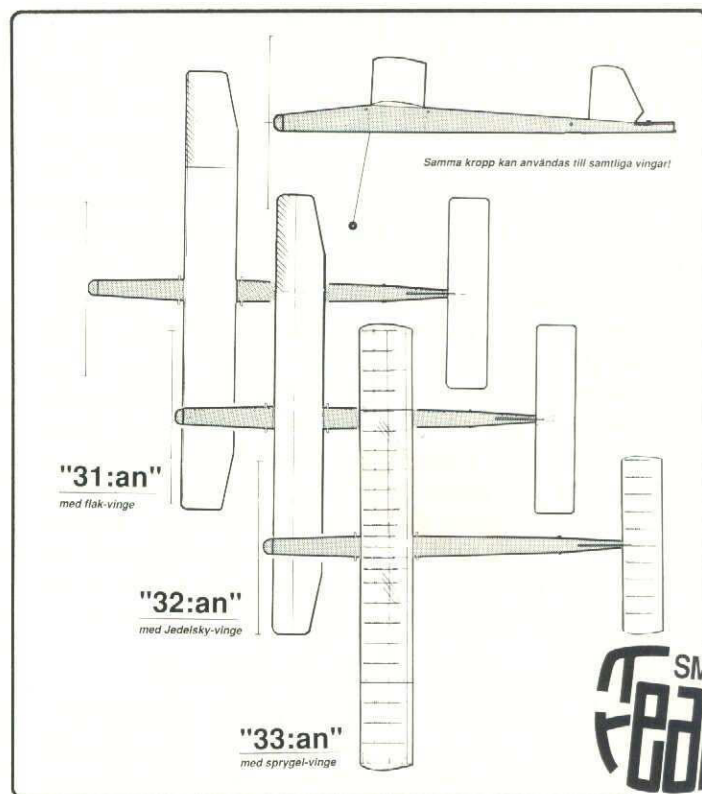 Samma kropp kan användas till samtliga vingar!
"31:an"
med flak-vinge
"32:an"
med Jedelsky-vinge
"33:an"
med sprygel-vinge
SM